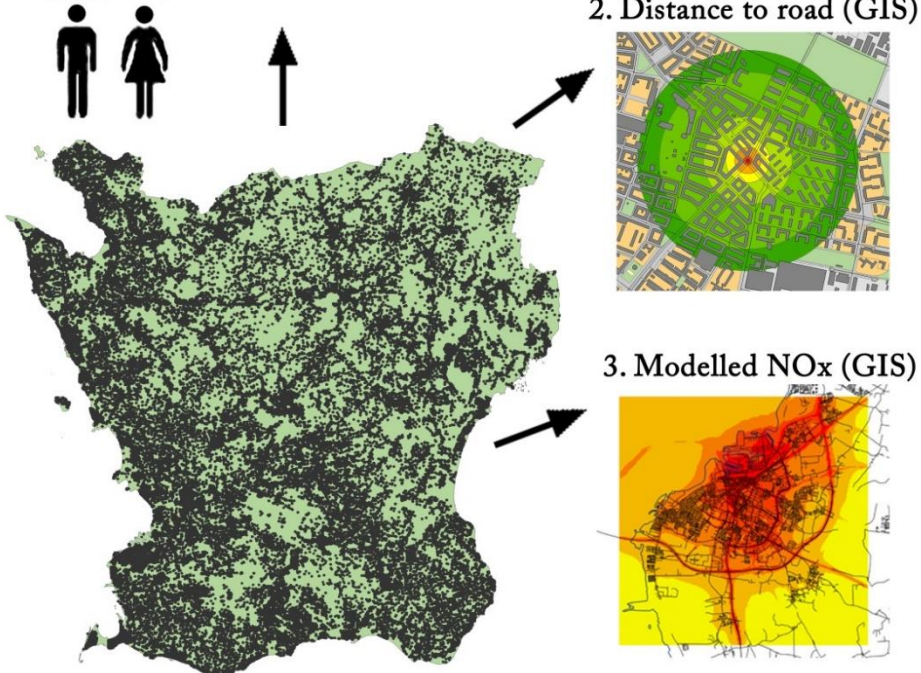 2. Distance to road (GIS)
3. Modelled NOx (GIS)